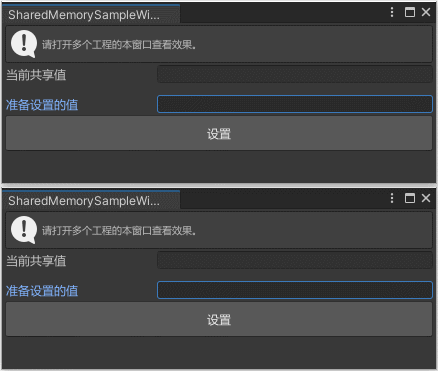 SharedMemorySampleWi...
请打开多个工程的本窗口查看效果。
当前共享值
准备设置的值
设置
SharedMemorySampleWi...
请打开多个工程的本窗口查看效果。
当前共享值
准备设置的值
设置